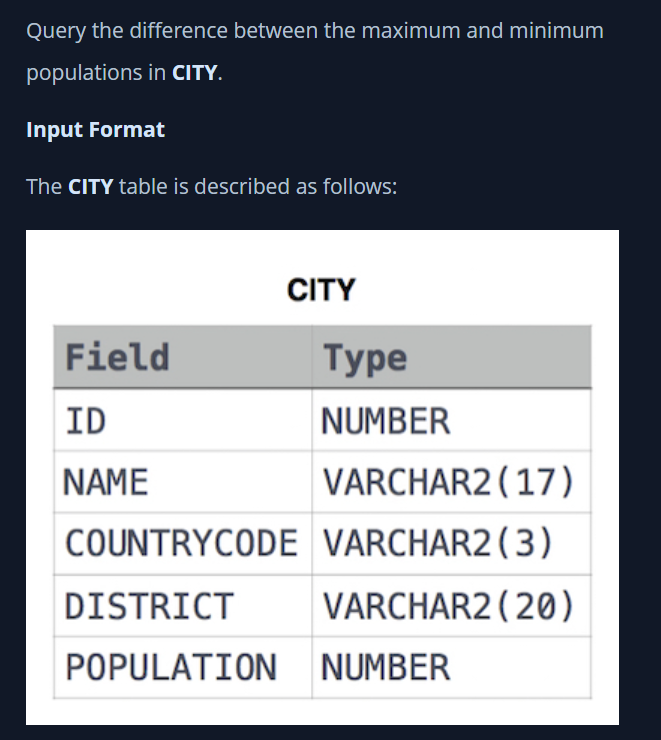 Query the difference between the maximum and minimum
populations in CITY.
Input Format
The CITY table is described as follows:
CITY
Field Type
ID NUMBER
NAME VARCHAR2(17)
COUNTRYCODE VARCHAR2(3)
DISTRICT VARCHAR2(20)
POPULATION NUMBER